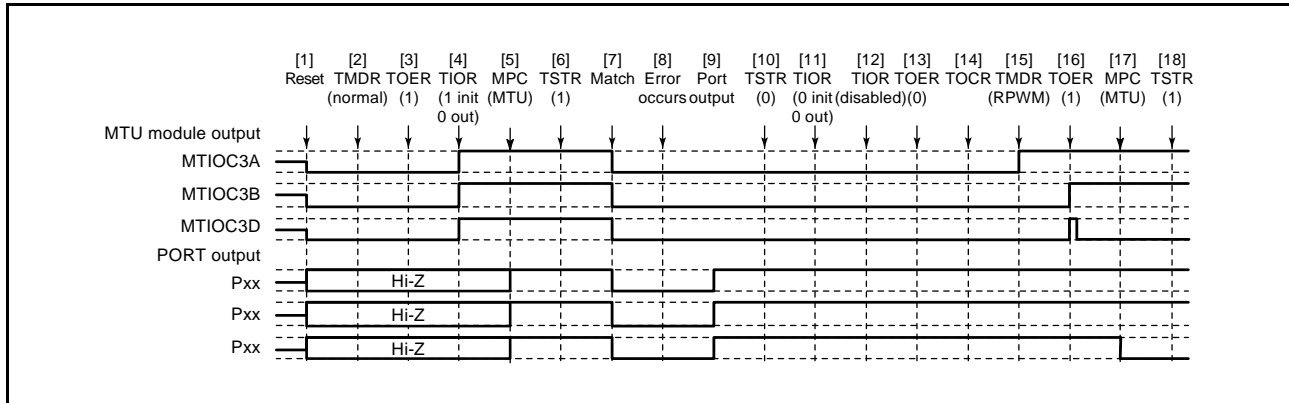 [1] [2] [3] [4] [5] [6] [7] [8] [9] [10] [11] [12] [13] [14] [15] [16] [17] [18]
Reset TMDR TOER TIOR MPC TSTR Match Error Port TSTR TIOR TIOR TOER TOCR TMDR TOER MPC TSTR
(normal) (1) (1 init (MTU) (1) occurs output (0) (0 init (disabled) (0) (RPWM) (1) (MTU) (1)
0 out) 0 out)
MTU module output
MTIOC3A
MTIOC3B
MTIOC3D
PORT output
Pxx Hi-Z
Pxx Hi-Z
Pxx Hi-Z